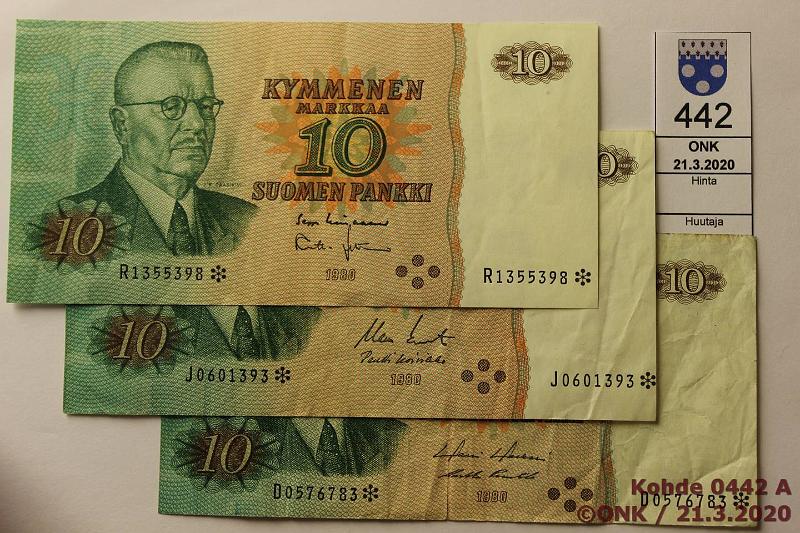 10
KYMMENEN
MARKKAA
10
SUOMEN PANKKI
10
R1355398*
1980
R1355398*
442
ONK
21.3.2020
Hinta
Huutaja
10
J0601393*
1980
J0601393*
10
10
D0576783*
1980
D0576783*
Kohde 0442 A
©ONK / 21.3.2020